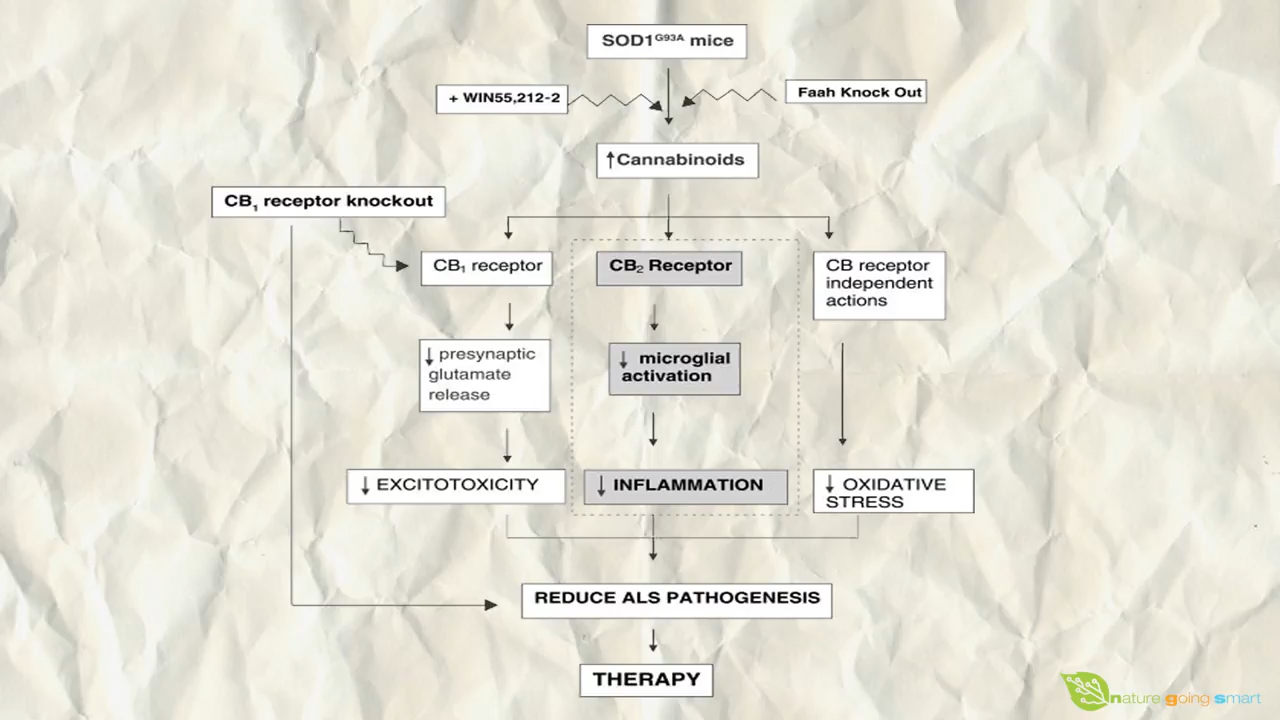 SOD1ᴳ⁹³ᴬ mice
+ WIN55,212-2
Faah Knock Out
↑Cannabinoids
CB₁ receptor knockout
CB₁ receptor
CB₂ Receptor
CB receptor
independent
actions
↓ presynaptic
glutamate
release
↓ microglial
activation
↓ EXCITOTOXICITY
↓ INFLAMMATION
↓ OXIDATIVE
STRESS
REDUCE ALS PATHOGENESIS
THERAPY
nature going smart